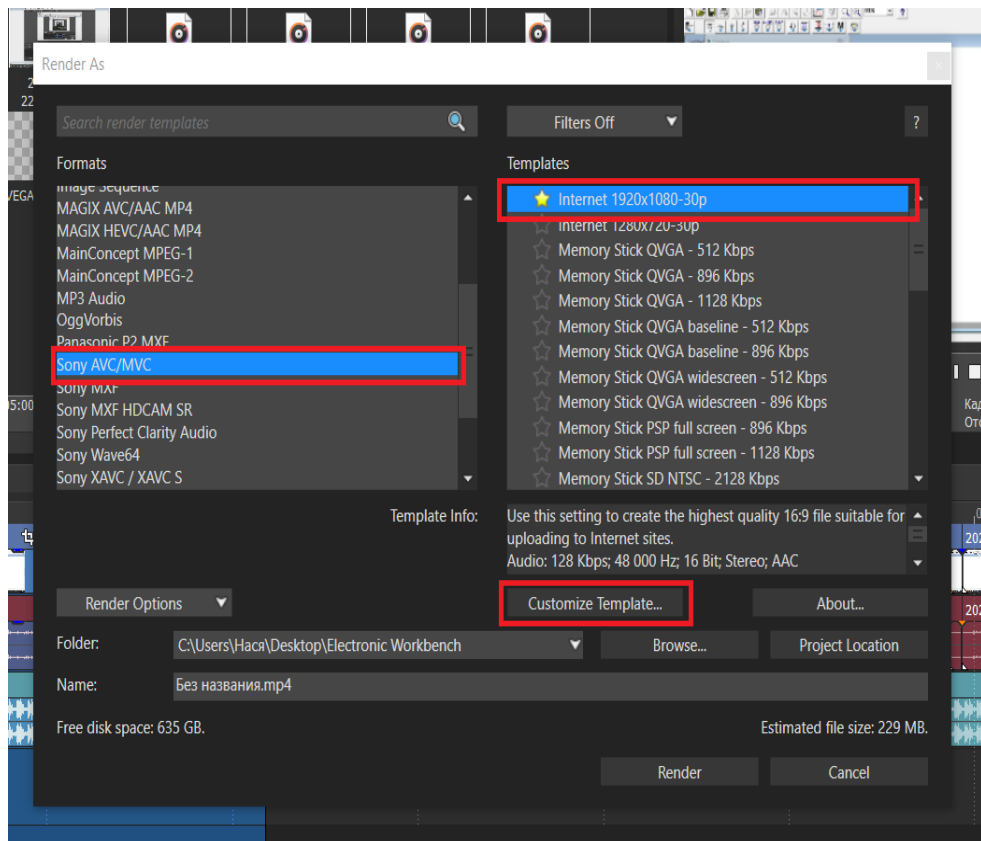 2
22
VEGA
Render As
Search render templates
Filters Off
?
Formats
Templates
Image Sequence
MAGIX AVC/AAC MP4
MAGIX HEVC/AAC MP4
MainConcept MPEG-1
MainConcept MPEG-2
MP3 Audio
OggVorbis
Panasonic P2 MXF
Sony AVC/MVC
Sony MXF
Sony MXF HDCAM SR
Sony Perfect Clarity Audio
Sony Wave64
Sony XAVC / XAVC S
Internet 1920x1080-30p
Internet 1280x720-30p
Memory Stick QVGA - 512 Kbps
Memory Stick QVGA - 896 Kbps
Memory Stick QVGA - 1128 Kbps
Memory Stick QVGA baseline - 512 Kbps
Memory Stick QVGA baseline - 896 Kbps
Memory Stick QVGA widescreen - 512 Kbps
Memory Stick QVGA widescreen - 896 Kbps
Memory Stick PSP full screen - 896 Kbps
Memory Stick PSP full screen - 1128 Kbps
Memory Stick SD NTSC - 2128 Kbps
5:00
Кад
Ото
Template Info:
Use this setting to create the highest quality 16:9 file suitable for
uploading to Internet sites.
Audio: 128 Kbps; 48 000 Hz; 16 Bit; Stereo; AAC
202
Render Options
Customize Template...
About...
202
Folder:
C:\Users\Нася\Desktop\Electronic Workbench
Browse...
Project Location
Name:
Без названия.mp4
Free disk space: 635 GB.
Estimated file size: 229 MB.
Render
Cancel